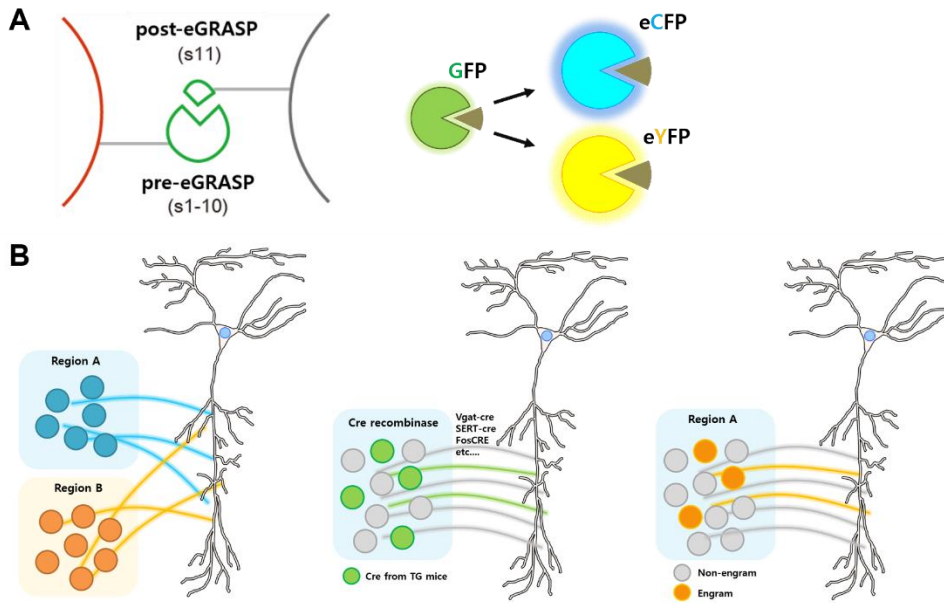 A
post-eGRASP
(s11)
pre-eGRASP
(s1-10)
GFP
eCFP
eYFP
B
Region A
Region B
Cre recombinase
Vgat-cre
SERT-cre
FosCRE
etc....
Cre from TG mice
Region A
Non-engram
Engram